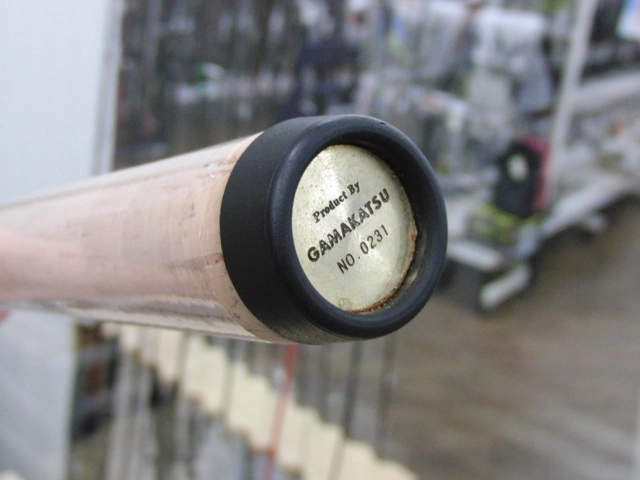 Product By
GAMAKATSU
NO. 0231